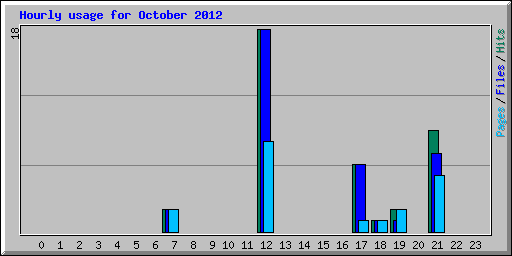 Hourly usage for October 2012
18
Pages/Files/Hits
0 1 2 3 4 5 6 7 8 9 10 11 12 13 14 15 16 17 18 19 20 21 22 23